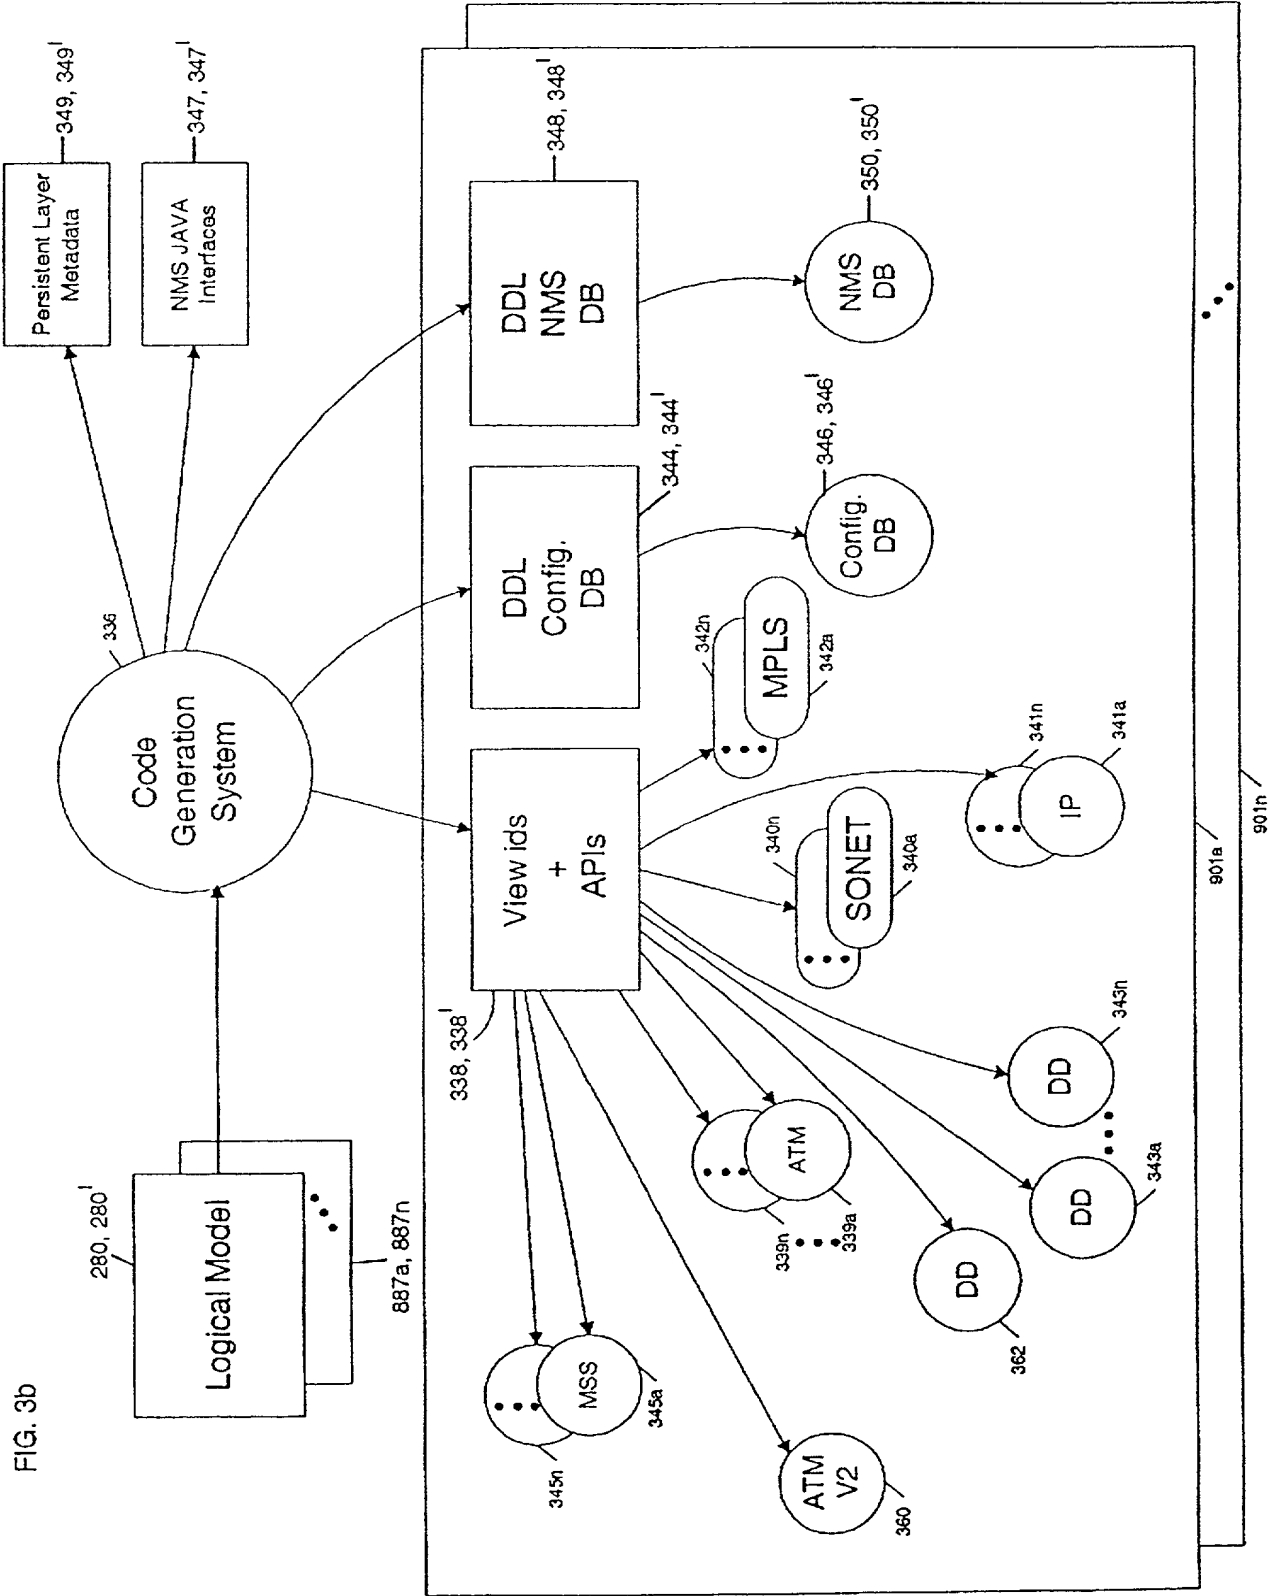 FIG. 3b
280, 280'
Logical Model
887a, 887n
336
Code
Generation
System
Persistent Layer
Metadata
349, 349'
NMS JAVA
Interfaces
347, 347'
338, 338'
View ids
+
APIs
DDL
Config.
DB
344, 344'
DDL
NMS
DB
348, 348'
Config.
DB
346, 346'
NMS
DB
350, 350'
345n
MSS
345a
ATM
V2
360
339n
ATM
339a
DD
362
DD
343a
DD
343n
340n
SONET
340a
342n
MPLS
342a
341n
IP
341a
901a
901n